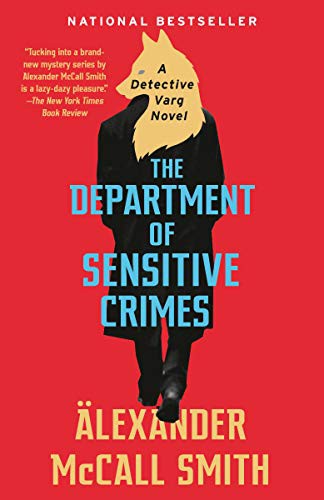 NATIONAL BESTSELLER
"Tucking into a brand-
new mystery series by
Alexander McCall Smith
is a lazy-dazy pleasure."
—The New York Times
Book Review
A
Detective
Varg
Novel
THE
DEPARTMENT
OF
SENSITIVE
CRIMES
ÄLEXANDER
McCALL SMITH